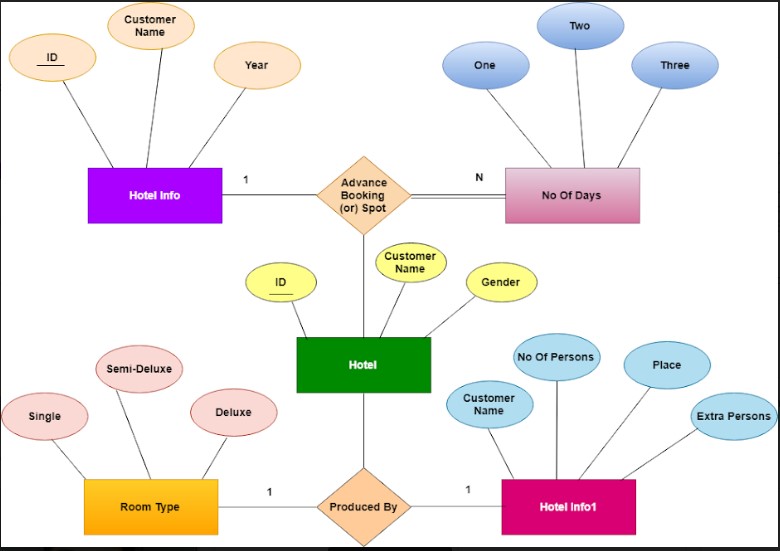 Customer
Name
Two
ID
Year
One
Three
Hotel Info
1
Advance
Booking
(or) Spot
N
No Of Days
ID
Customer
Name
Gender
Hotel
Single
Semi-Deluxe
Deluxe
Customer
Name
No Of Persons
Place
Extra Persons
Room Type
1
Produced By
1
Hotel Info1